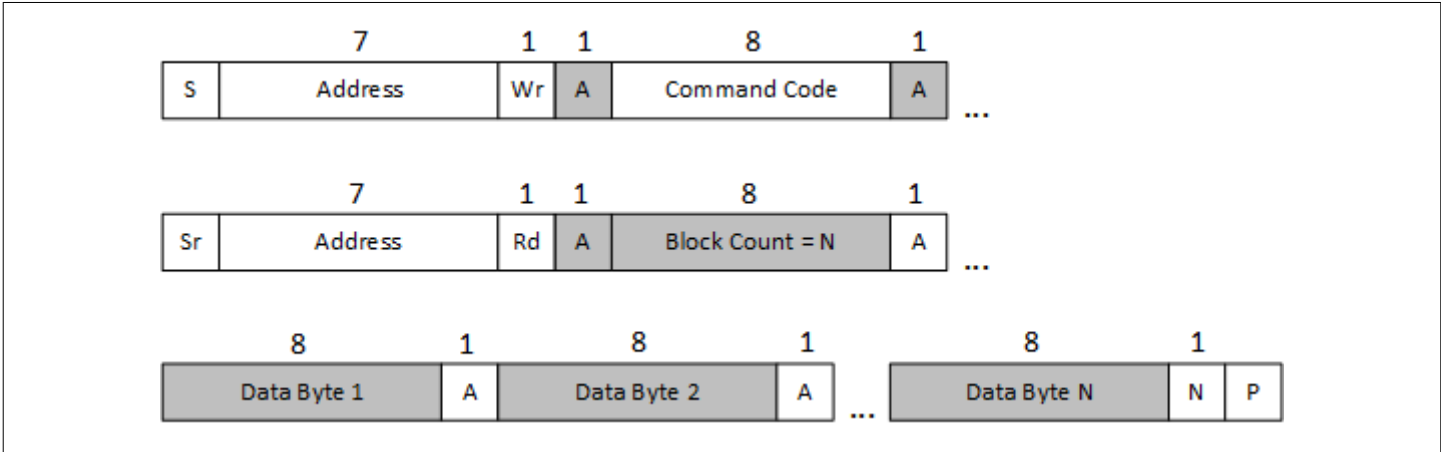 7 1 1 8 1
S Address Wr A Command Code A ...
7 1 1 8 1
Sr Address Rd A Block Count = N A ...
8 1 8 1 8 1
Data Byte 1 A Data Byte 2 A ... Data Byte N N P